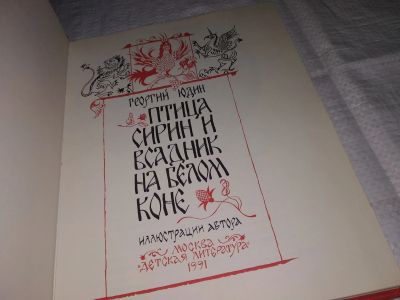 ГЕОРГИЙ ЮДИН
ПТИЦА
СИРИН И
ВСАДНИК
НА БЕЛОМ
КОНЕ
ИЛЛЮСТРАЦИИ АВТОРА
МОСКВА
"ДЕТСКАЯ ЛИТЕРАТУРА"
1991